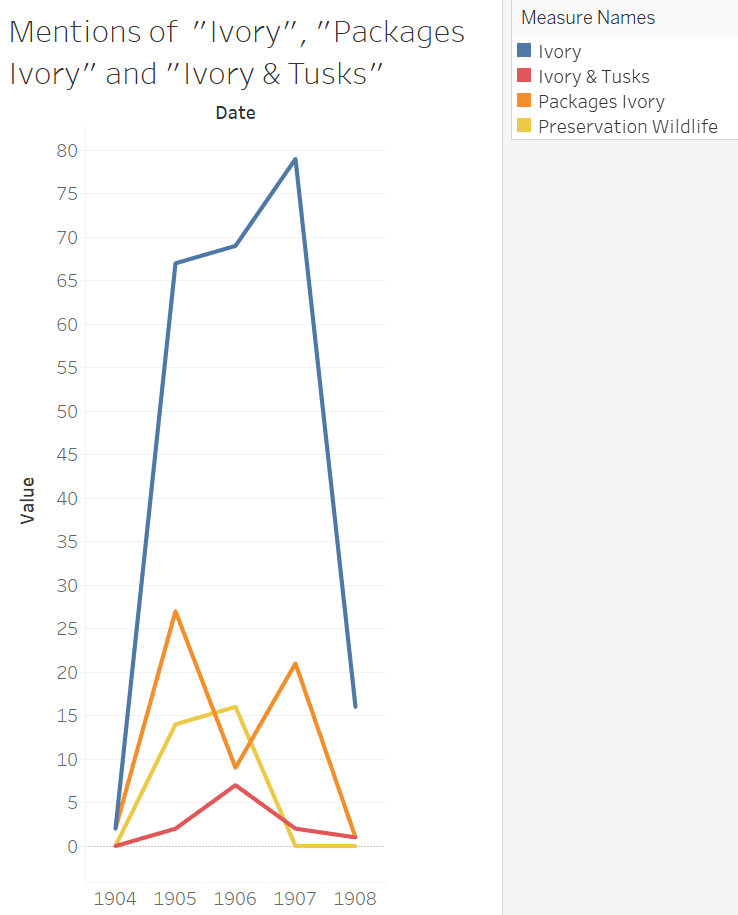 Mentions of ”Ivory”, ”Packages
Ivory” and ”Ivory & Tusks”
Date
80
75
70
65
60
55
50
45
40
35
30
25
20
15
10
5
0
Value
1904 1905 1906 1907 1908
Measure Names
Ivory
Ivory & Tusks
Packages Ivory
Preservation Wildlife